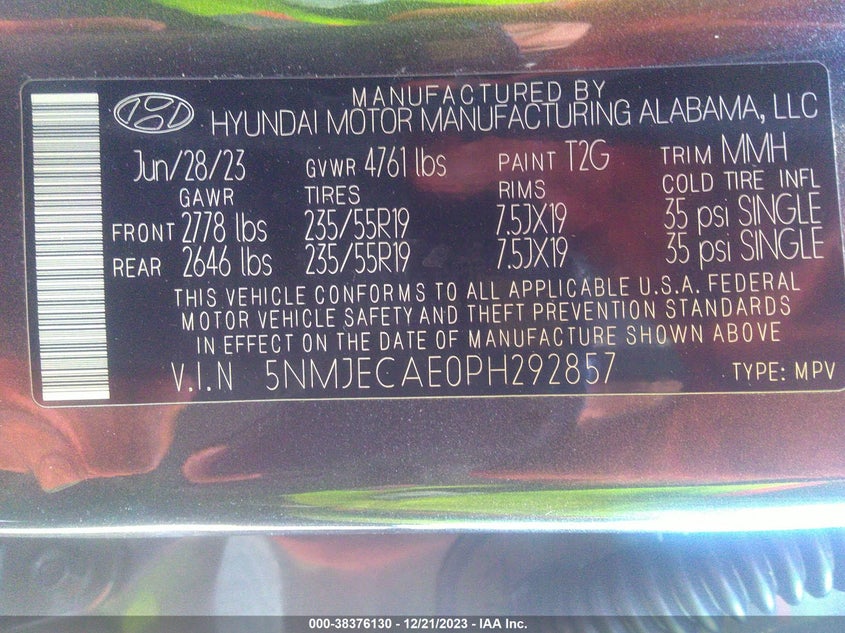 MANUFACTURED BY
HYUNDAI MOTOR MANUFACTURING ALABAMA, LLC
Jun/28/23 GVWR 4761 lbs PAINT T2G TRIM MMH
GAWR TIRES RIMS COLD TIRE INFL
FRONT 2778 lbs 235/55R19 7.5JX19 35 psi SINGLE
REAR 2646 lbs 235/55R19 7.5JX19 35 psi SINGLE
THIS VEHICLE CONFORMS TO ALL APPLICABLE U.S.A. FEDERAL
MOTOR VEHICLE SAFETY AND THEFT PREVENTION STANDARDS
IN EFFECT ON THE DATE OF MANUFACTURE SHOWN ABOVE
V.I.N 5NMJECAE0PH292857 TYPE: MPV
000-38376130 - 12/21/2023 - IAA Inc.